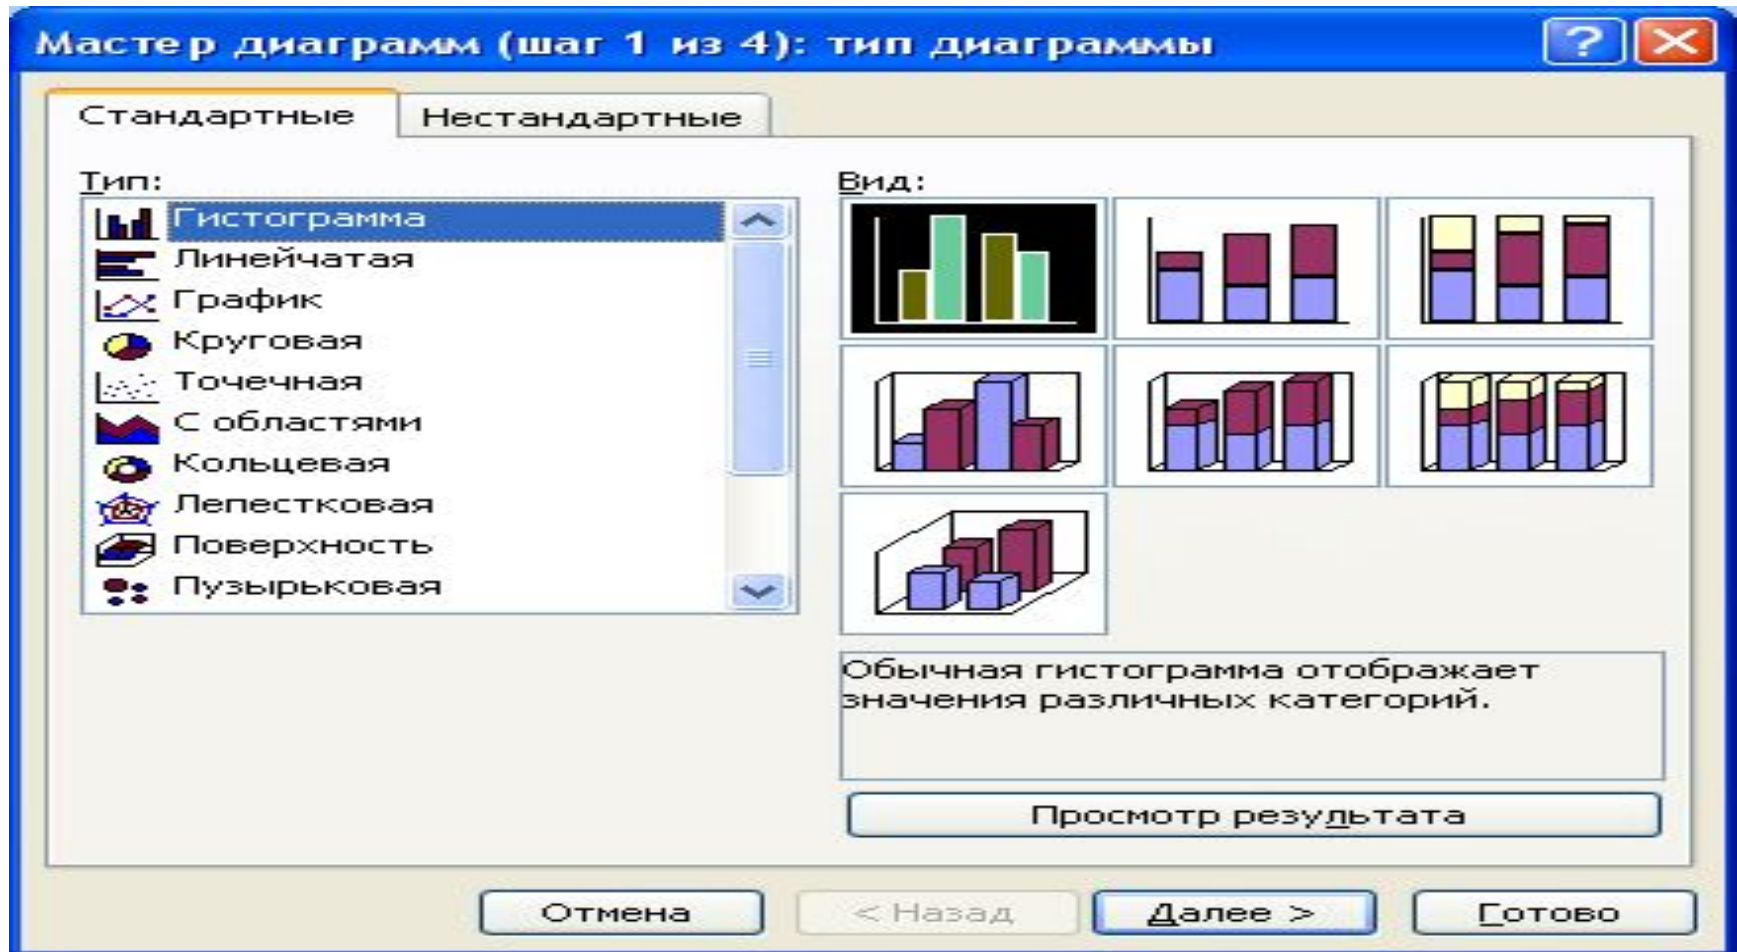 Мастер диаграмм (шаг 1 из 4): тип диаграммы
Стандартные
Нестандартные
Тип:
Гистограмма
Линейчатая
График
Круговая
Точечная
С областями
Кольцевая
Лепестковая
Поверхность
Пузырьковая
Вид:
Обычная гистограмма отображает
значения различных категорий.
Просмотр результата
Отмена
< Назад
Далее >
Готово